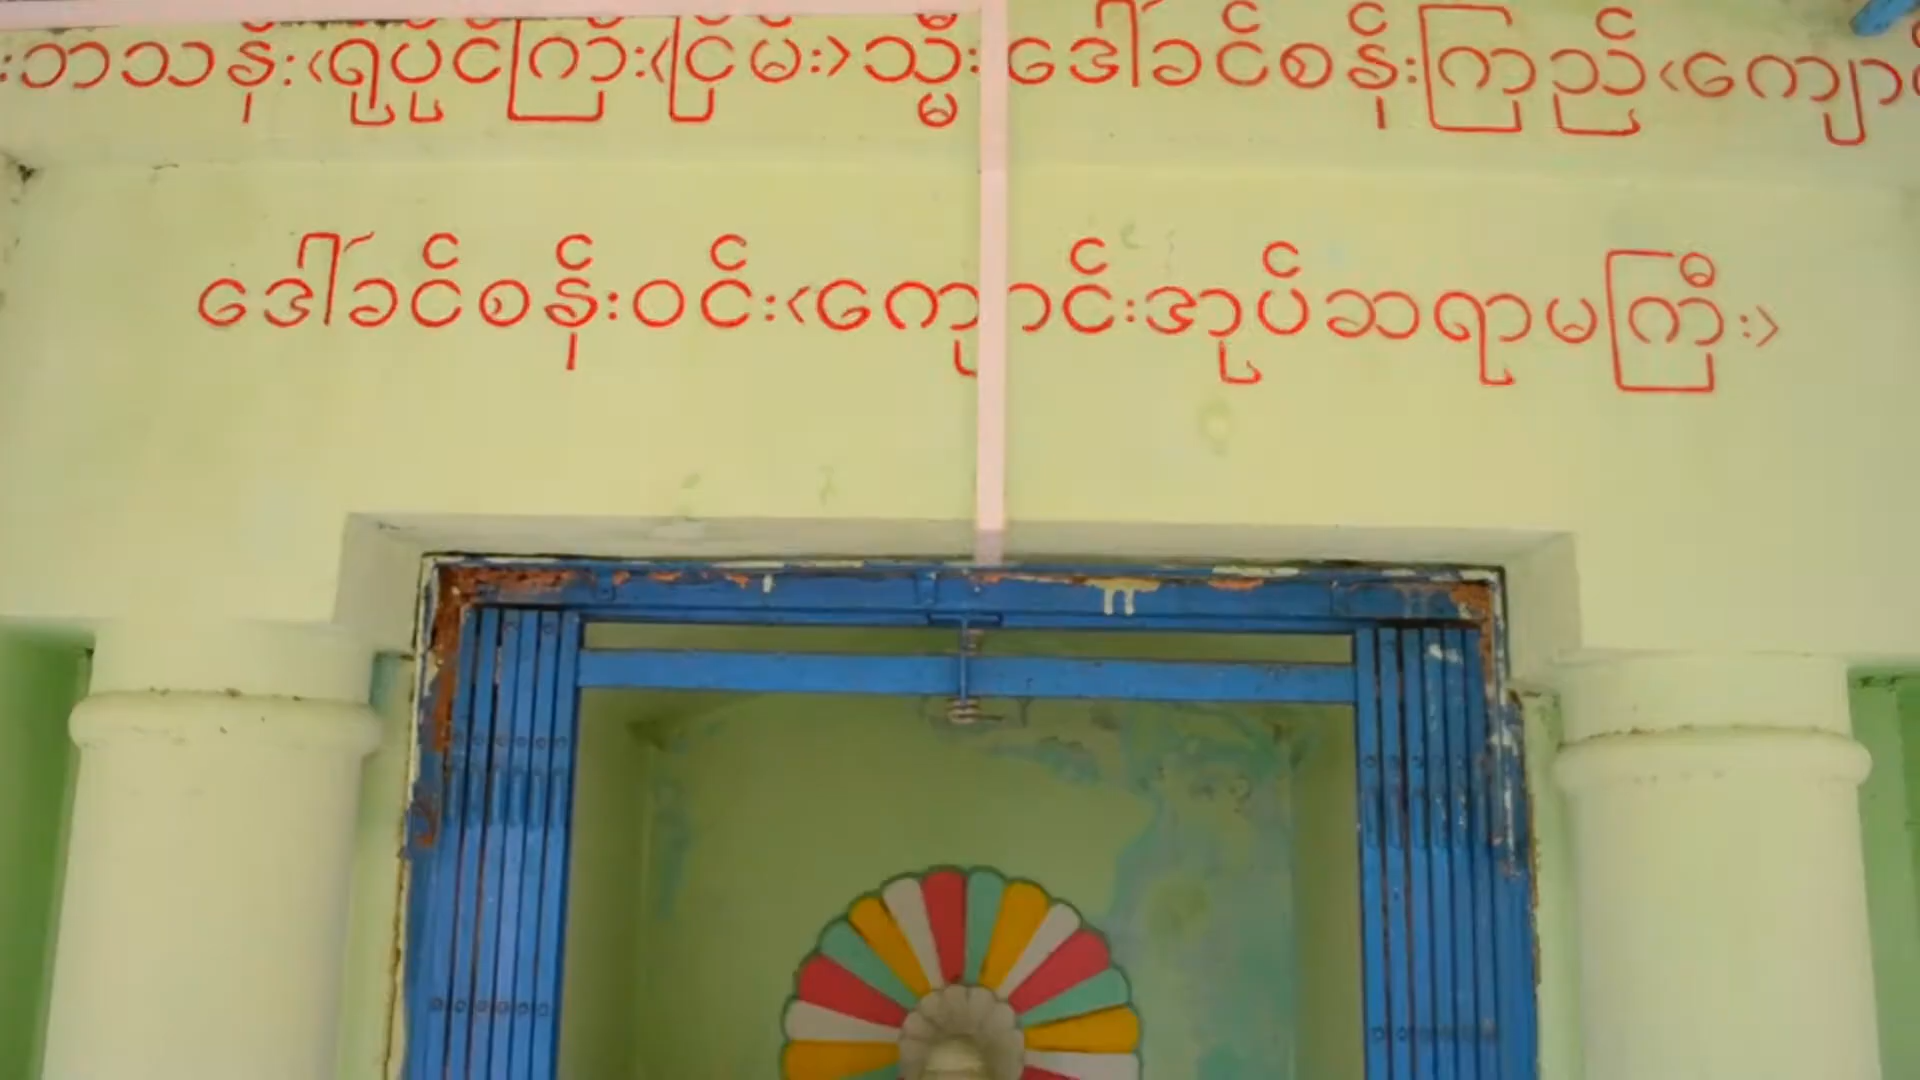 ဘသန်း<ရုပ်ပိုင်ကြီး<ငြိမ်း>သ္မီး ဒေါ်ခင်စန်းကြည်<ကျော
ဒေါ်ခင်စန်းဝင်း<ကျောင်းအုပ်ဆရာမကြီး>